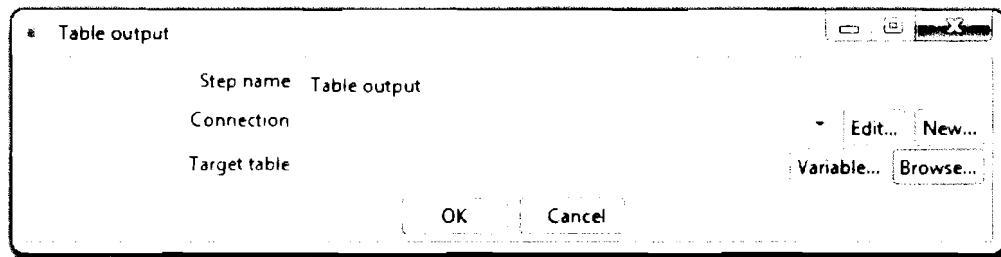 Table output
Step name Table output
Connection Edit... New...
Target table Variable... Browse...
OK Cancel